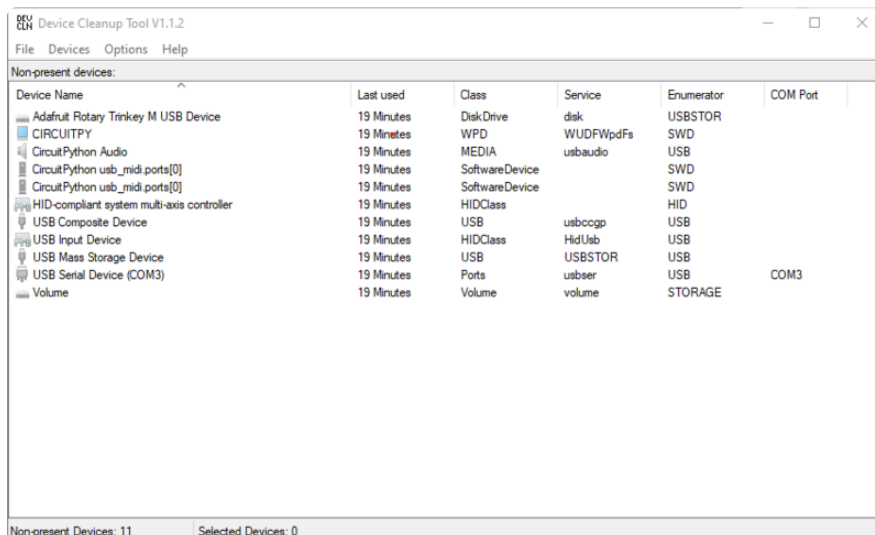 DEV CLN Device Cleanup Tool V1.1.2
File Devices Options Help
Non-present devices:
Device Name Last used Class Service Enumerator COM Port
Adafruit Rotary Trinkey M USB Device 19 Minutes DiskDrive disk USBSTOR
CIRCUITPY 19 Minutes WPD WUDFWpdFs SWD
CircuitPython Audio 19 Minutes MEDIA usbaudio USB
CircuitPython usb_midi.ports[0] 19 Minutes SoftwareDevice SWD
CircuitPython usb_midi.ports[0] 19 Minutes SoftwareDevice SWD
HID-compliant system multi-axis controller 19 Minutes HIDClass HID
USB Composite Device 19 Minutes USB usbccgp USB
USB Input Device 19 Minutes HIDClass HidUsb USB
USB Mass Storage Device 19 Minutes USB USBSTOR USB
USB Serial Device (COM3) 19 Minutes Ports usbser USB COM3
Volume 19 Minutes Volume volume STORAGE
Non-present Devices: 11 Selected Devices: 0